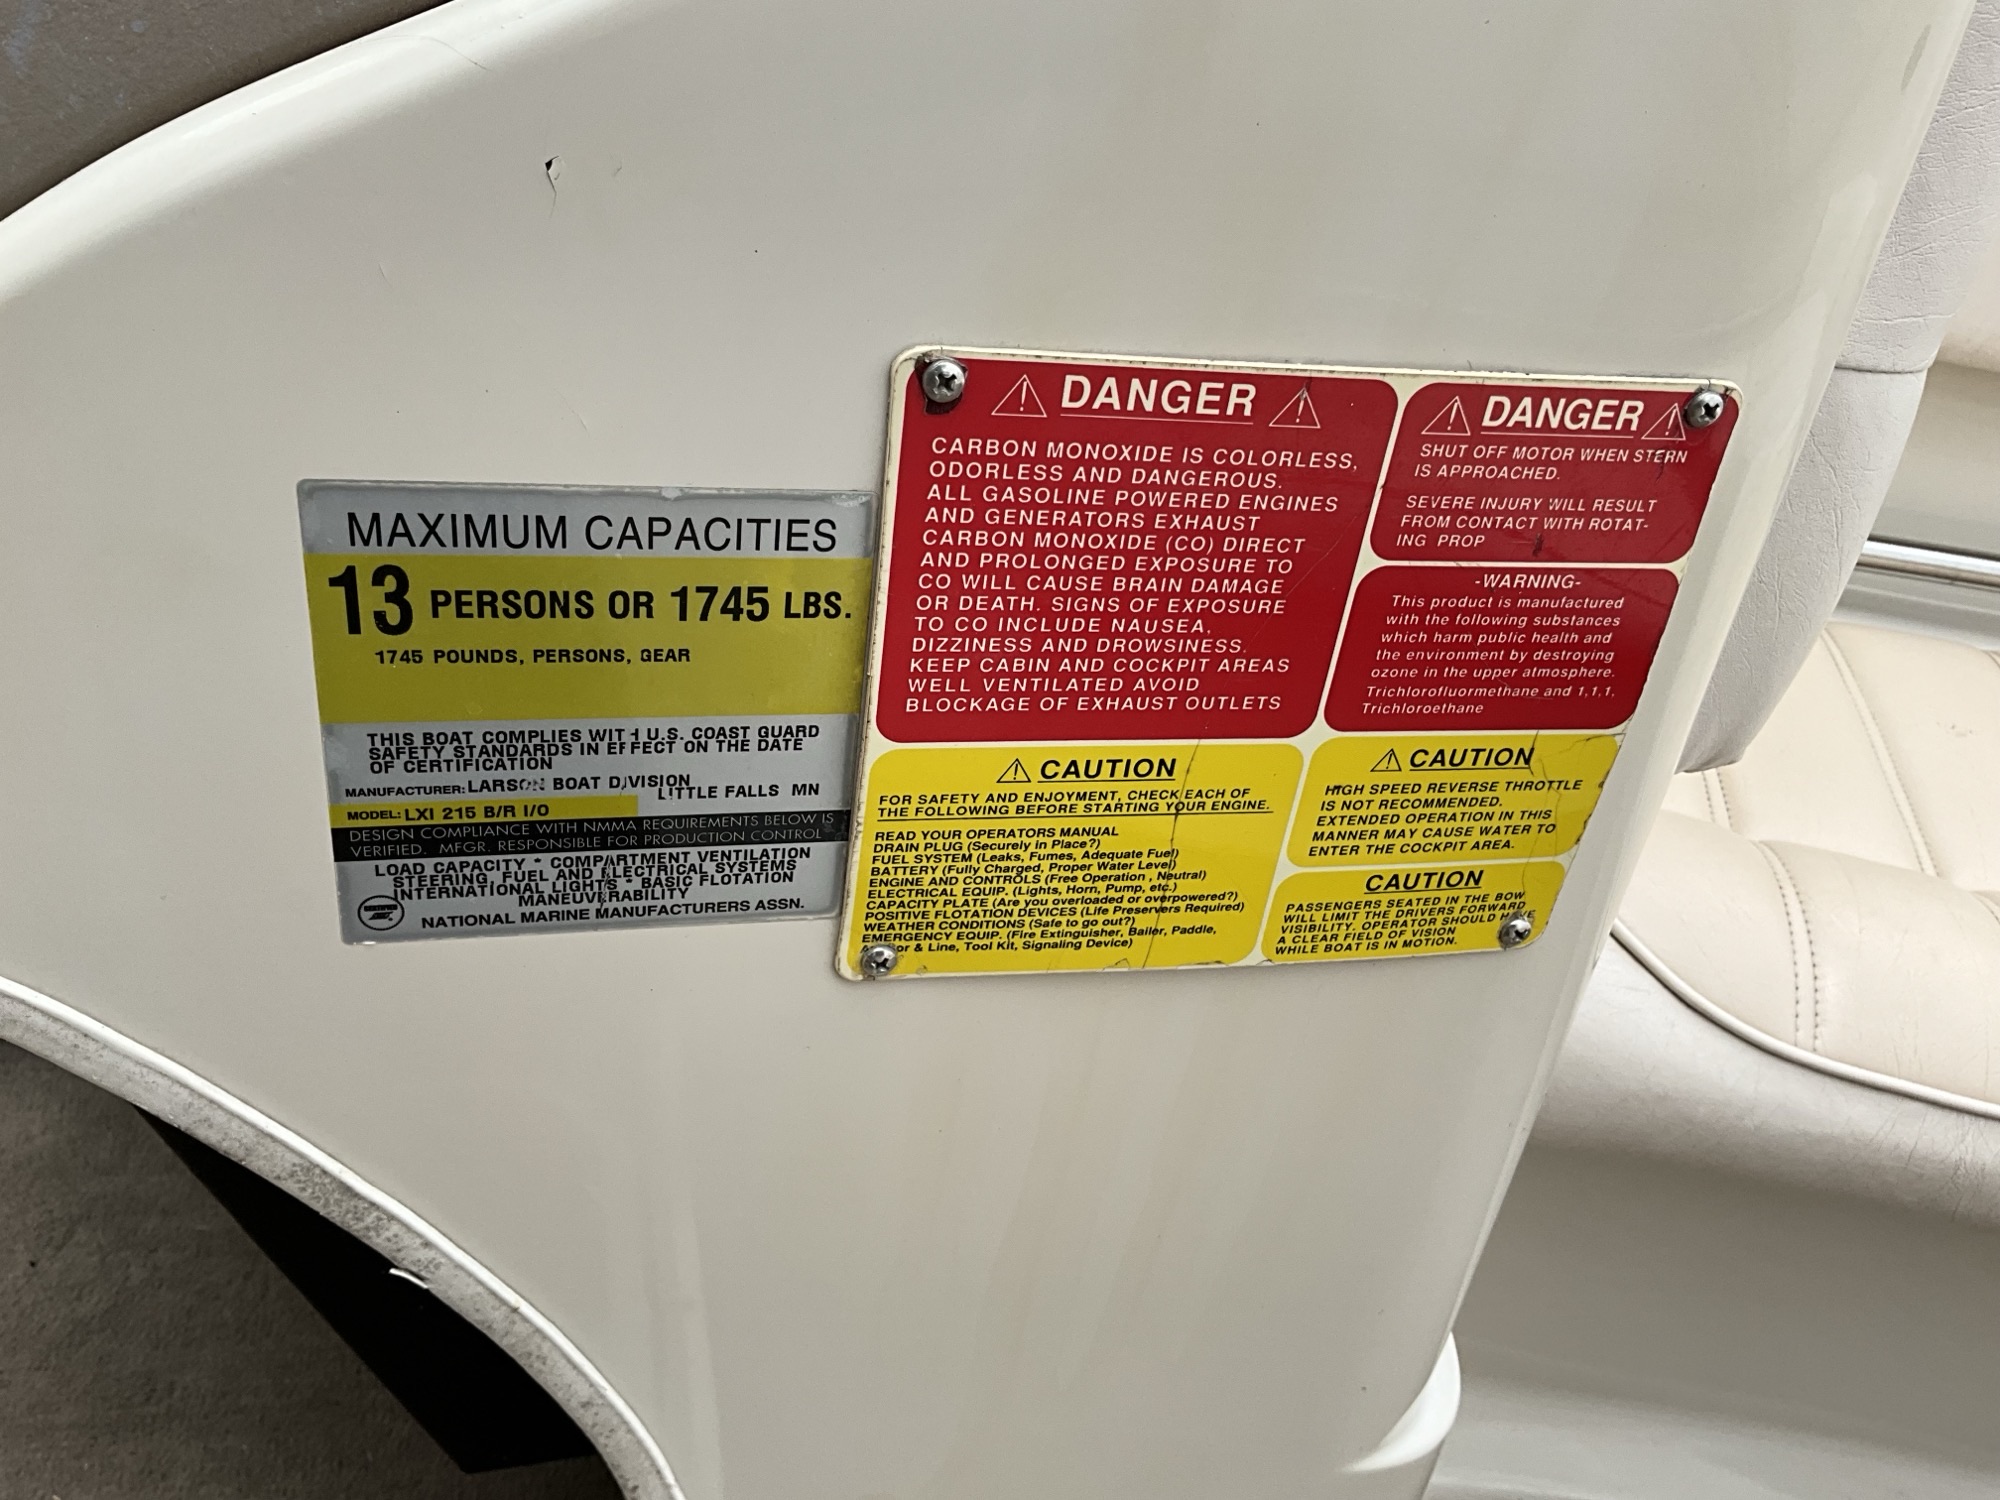 MAXIMUM CAPACITIES
13 PERSONS OR 1745 LBS.
1745 POUNDS, PERSONS, GEAR
THIS BOAT COMPLIES WITH U.S. COAST GUARD
SAFETY STANDARDS IN EFFECT ON THE DATE
OF CERTIFICATION
MANUFACTURER: LARSON BOAT DIVISION
LITTLE FALLS MN
MODEL: LXI 215 B/R I/O
DESIGN COMPLIANCE WITH NMMA REQUIREMENTS BELOW IS
VERIFIED. MFGR. RESPONSIBLE FOR PRODUCTION CONTROL
LOAD CAPACITY * COMPARTMENT VENTILATION
STEERING, FUEL AND ELECTRICAL SYSTEMS
INTERNATIONAL LIGHTS BASIC FLOTATION
MANEUVERABILITY
NATIONAL MARINE MANUFACTURERS ASSN.
DANGER
CARBON MONOXIDE IS COLORLESS,
ODORLESS AND DANGEROUS.
ALL GASOLINE POWERED ENGINES
AND GENERATORS EXHAUST
CARBON MONOXIDE (CO) DIRECT
AND PROLONGED EXPOSURE TO
CO WILL CAUSE BRAIN DAMAGE
OR DEATH. SIGNS OF EXPOSURE
TO CO INCLUDE NAUSEA,
DIZZINESS AND DROWSINESS.
KEEP CABIN AND COCKPIT AREAS
WELL VENTILATED AVOID
BLOCKAGE OF EXHAUST OUTLETS
DANGER
SHUT OFF MOTOR WHEN STERN
IS APPROACHED.
SEVERE INJURY WILL RESULT
FROM CONTACT WITH ROTAT-
ING PROP
-WARNING-
This product is manufactured
with the following substances
which harm public health and
the environment by destroying
ozone in the upper atmosphere.
Trichlorofluormethane and 1,1,1,
Trichloroethane
CAUTION
FOR SAFETY AND ENJOYMENT, CHECK EACH OF
THE FOLLOWING BEFORE STARTING YOUR ENGINE.
READ YOUR OPERATORS MANUAL
DRAIN PLUG (Securely in Place?)
FUEL SYSTEM (Leaks, Fumes, Adequate Fuel)
BATTERY (Fully Charged, Proper Water Level)
ENGINE AND CONTROLS (Free Operation, Neutral)
ELECTRICAL EQUIP. (Lights, Horn, Pump, etc.)
CAPACITY PLATE (Are you overloaded or overpowered?)
POSITIVE FLOTATION DEVICES (Life Preservers Required)
WEATHER CONDITIONS (Safe to go out?)
EMERGENCY EQUIP. (Fire Extinguisher, Bailer, Paddle,
& Line, Tool Kit, Signaling Device)
CAUTION
HIGH SPEED REVERSE THROTTLE
IS NOT RECOMMENDED.
EXTENDED OPERATION IN THIS
MANNER MAY CAUSE WATER TO
ENTER THE COCKPIT AREA.
CAUTION
PASSENGERS SEATED IN THE BOW
WILL LIMIT THE DRIVERS FORWARD
VISIBILITY. OPERATOR SHOULD HAVE
A CLEAR FIELD OF VISION
WHILE BOAT IS IN MOTION.